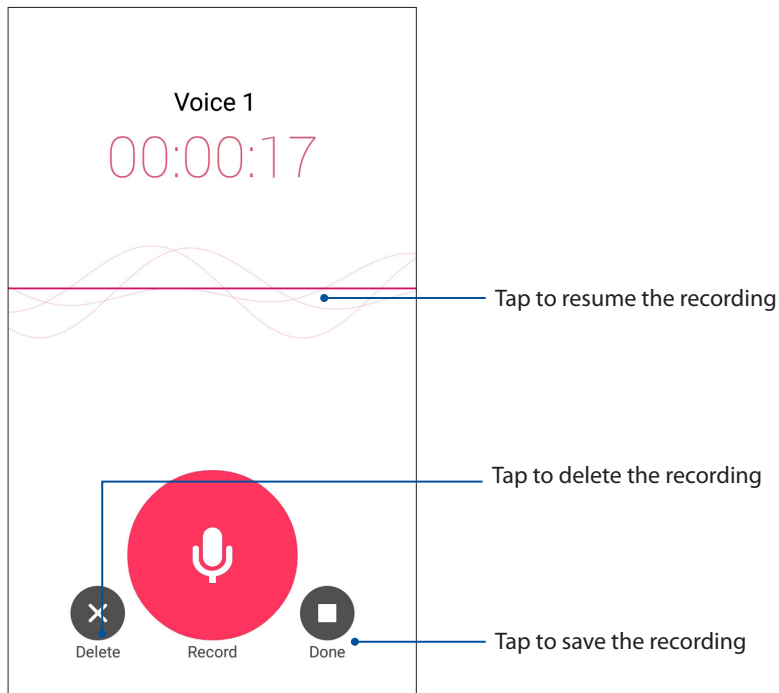 Voice 1
00:00:17
Tap to resume the recording
Tap to delete the recording
Delete
Record
Done
Tap to save the recording